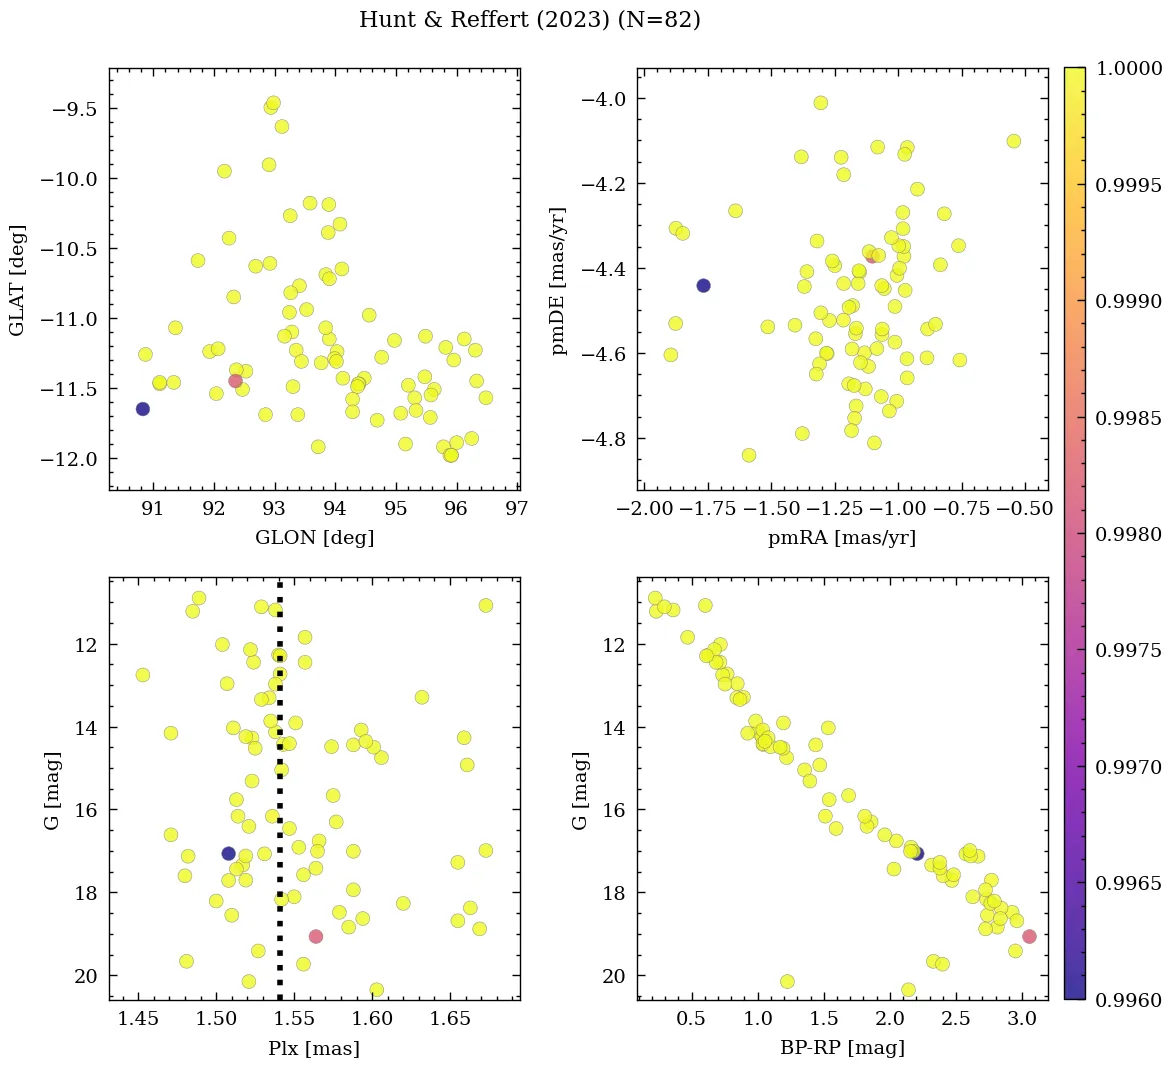 Hunt & Reffert (2023) (N=82)
−9.5
−10.0
−10.5
−11.0
−11.5
−12.0
GLAT [deg]
91 92 93 94 95 96 97
GLON [deg]
−4.0
−4.2
−4.4
−4.6
−4.8
pmDE [mas/yr]
−2.00 −1.75 −1.50 −1.25 −1.00 −0.75 −0.50
pmRA [mas/yr]
12
14
16
18
20
G [mag]
1.45 1.50 1.55 1.60 1.65
Plx [mas]
12
14
16
18
20
G [mag]
0.5 1.0 1.5 2.0 2.5 3.0
BP-RP [mag]
1.0000
0.9995
0.9990
0.9985
0.9980
0.9975
0.9970
0.9965
0.9960